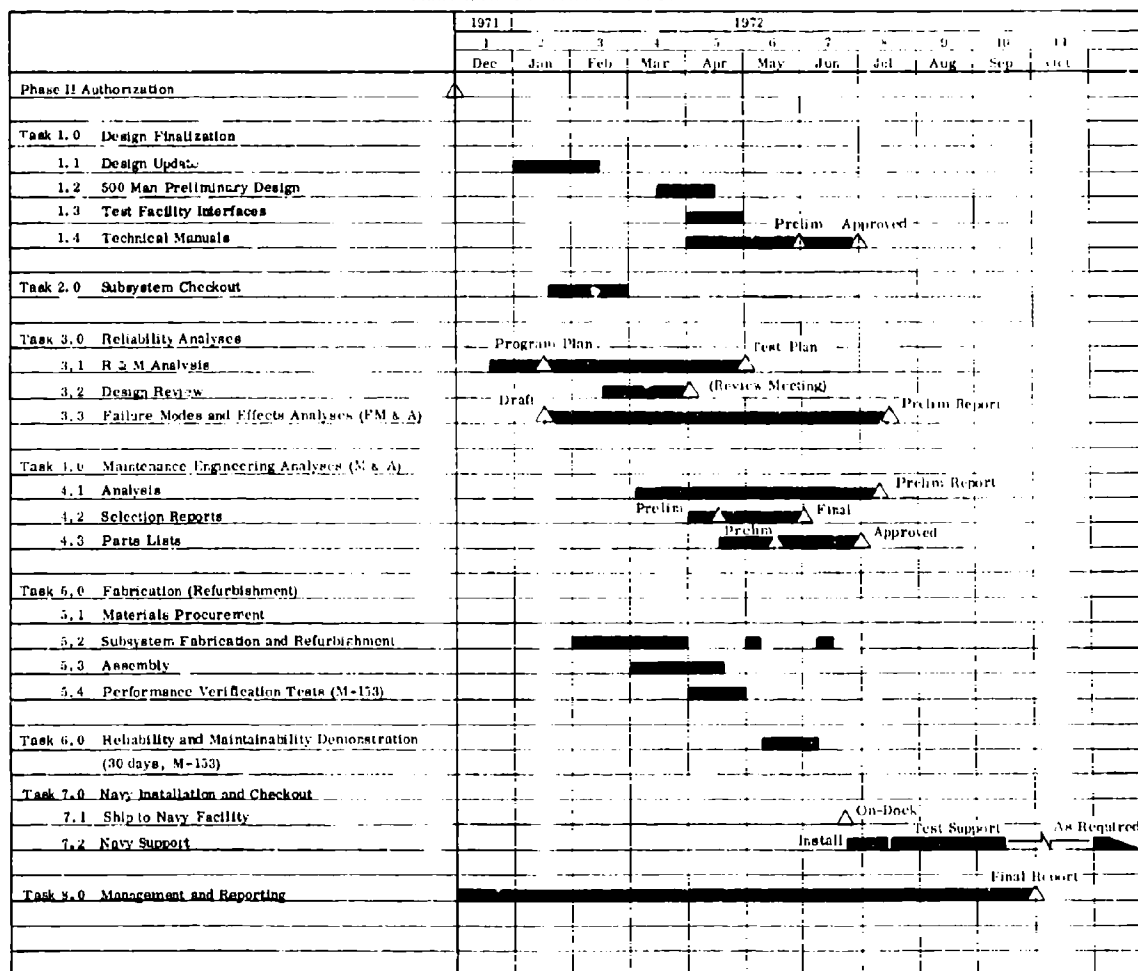 1971 1972
1 2 3 4 5 6 7 8 9 10 11
Dec Jan Feb Mar Apr May Jun Jul Aug Sep Oct
Phase II Authorization
Task 1.0 Design Finalization
1.1 Design Update
1.2 500 Man Preliminary Design
1.3 Test Facility Interfaces
Prelim Approved
1.4 Technical Manuals
Task 2.0 Subsystem Checkout
Task 3.0 Reliability Analyses
Program Plan Test Plan
3.1 R & M Analysis
3.2 Design Review (Review Meeting)
Draft Prelim Report
3.3 Failure Modes and Effects Analyses (FM & A)
Task 4.0 Maintenance Engineering Analyses (M & A)
4.1 Analysis Prelim Report
4.2 Selection Reports Prelim Final
4.3 Parts Lists Prelim Approved
Task 5.0 Fabrication (Refurbishment)
5.1 Materials Procurement
5.2 Subsystem Fabrication and Refurbishment
5.3 Assembly
5.4 Performance Verification Tests (M-153)
Task 6.0 Reliability and Maintainability Demonstration
(30 days, M-153)
Task 7.0 Navy Installation and Checkout
7.1 Ship to Navy Facility On-Dock
7.2 Navy Support Install Test Support As Required
Final Report
Task 8.0 Management and Reporting